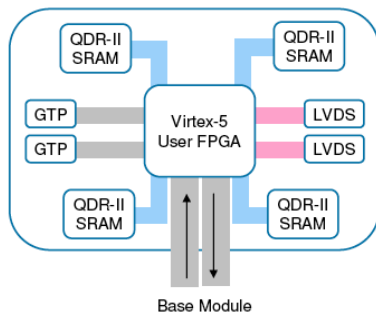 QDR-II
SRAM
QDR-II
SRAM
GTP
GTP
Virtex-5
User FPGA
LVDS
LVDS
QDR-II
SRAM
QDR-II
SRAM
Base Module